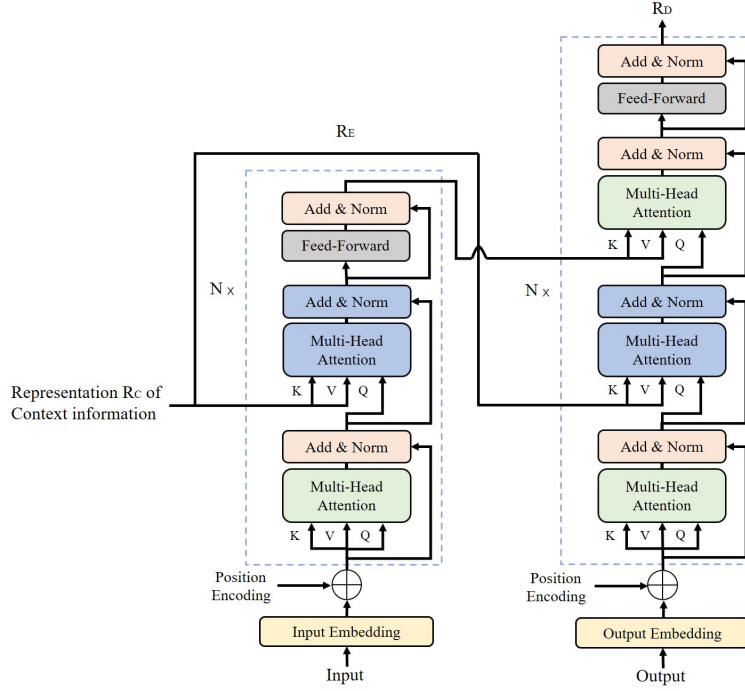 RD
Add & Norm
Feed-Forward
RE
Add & Norm
Add & Norm
Multi-Head
Attention
Feed-Forward
K V Q
N X
Add & Norm
N X
Add & Norm
Multi-Head
Attention
Multi-Head
Attention
Representation RC of
Context information
K V Q
K V Q
Add & Norm
Add & Norm
Multi-Head
Attention
Multi-Head
Attention
K V Q
K V Q
Position
Encoding
Position
Encoding
Input Embedding
Output Embedding
Input
Output